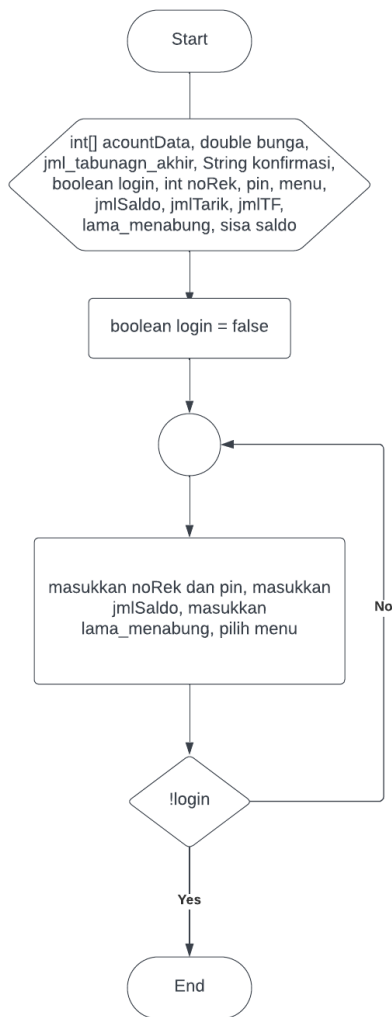 Start
int[] acountData, double bunga,
jml_tabunagn_akhir, String konfirmasi,
boolean login, int noRek, pin, menu,
jmlSaldo, jmlTarik, jmlTF,
lama_menabung, sisa saldo
boolean login = false
masukkan noRek dan pin, masukkan
jmlSaldo, masukkan
lama_menabung, pilih menu
No
!login
Yes
End